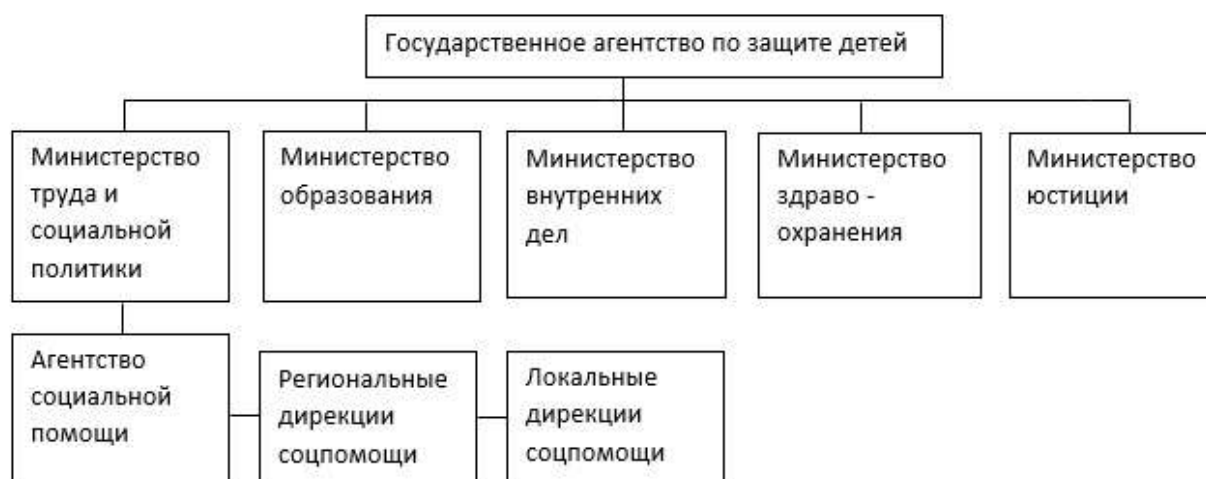 Государственное агентство по защите детей
Министерство
труда и
социальной
политики
Министерство
образования
Министерство
внутренних
дел
Министерство
здраво -
охранения
Министерство
юстиции
Агентство
социальной
помощи
Региональные
дирекции
соцпомощи
Локальные
дирекции
соцпомощи